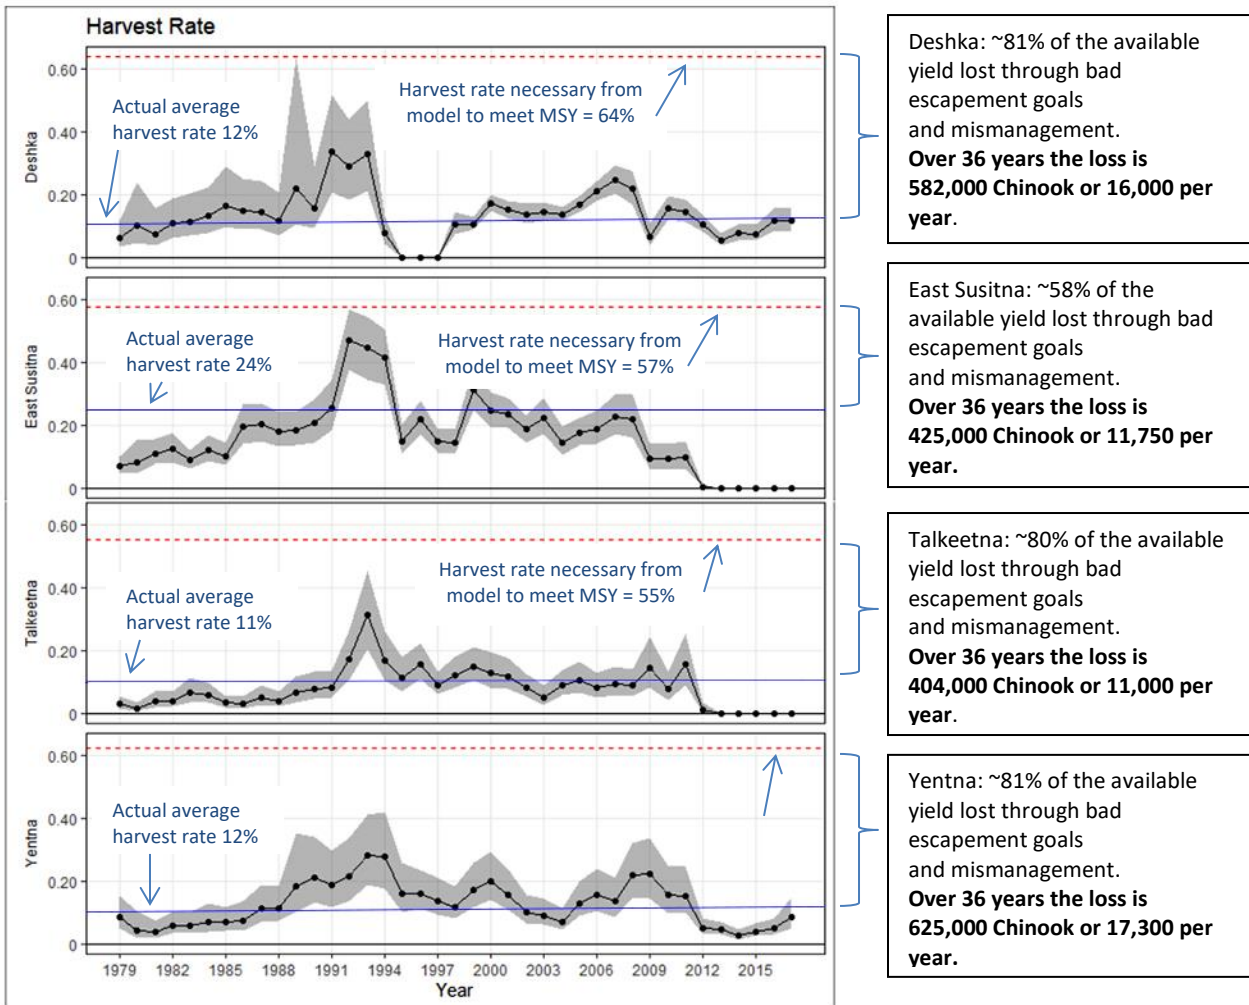 Harvest Rate
Deshka
0.60
0.40
0.20
0
Actual average
harvest rate 12%
Harvest rate necessary from
model to meet MSY = 64%
Deshka: ~81% of the available
yield lost through bad
escapement goals
and mismanagement.
Over 36 years the loss is
582,000 Chinook or 16,000 per
year.
East Susitna
0.60
0.40
0.20
0
Actual average
harvest rate 24%
Harvest rate necessary from
model to meet MSY = 57%
East Susitna: ~58% of the
available yield lost through bad
escapement goals
and mismanagement.
Over 36 years the loss is
425,000 Chinook or 11,750 per
year.
Talkeetna
0.60
0.40
0.20
0
Actual average
harvest rate 11%
Harvest rate necessary from
model to meet MSY = 55%
Talkeetna: ~80% of the available
yield lost through bad
escapement goals
and mismanagement.
Over 36 years the loss is
404,000 Chinook or 11,000 per
year.
Yentna
0.60
0.40
0.20
0
Actual average
harvest rate 12%
Yentna: ~81% of the available
yield lost through bad
escapement goals
and mismanagement.
Over 36 years the loss is
625,000 Chinook or 17,300 per
year.
1979 1982 1985 1988 1991 1994 1997 2000 2003 2006 2009 2012 2015
Year